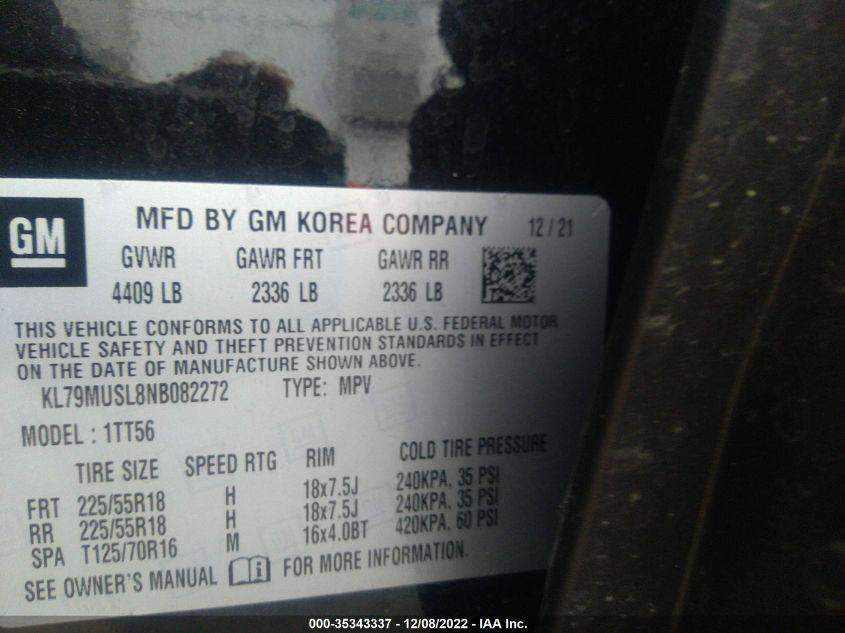 GM
MFD BY GM KOREA COMPANY 12/21
GVWR GAWR FRT GAWR RR
4409 LB 2336 LB 2336 LB
THIS VEHICLE CONFORMS TO ALL APPLICABLE U.S. FEDERAL MOTOR
VEHICLE SAFETY AND THEFT PREVENTION STANDARDS IN EFFECT
ON THE DATE OF MANUFACTURE SHOWN ABOVE.
KL79MUSL8NB082272 TYPE: MPV
MODEL : 1TT56
TIRE SIZE SPEED RTG RIM COLD TIRE PRESSURE
FRT 225/55R18 H 18x7.5J 240KPA, 35 PSI
RR 225/55R18 H 18x7.5J 240KPA, 35 PSI
SPA T125/70R16 M 16x4.0BT 420KPA, 60 PSI
SEE OWNER'S MANUAL FOR MORE INFORMATION.
000-35343337 - 12/08/2022 - IAA Inc.